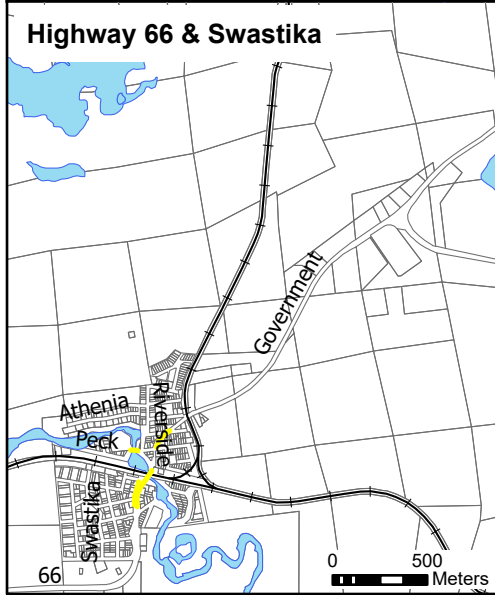 Highway 66 & Swastika
Government
Riverside
Athenia
Peck
Swastika
66
0 500
Meters